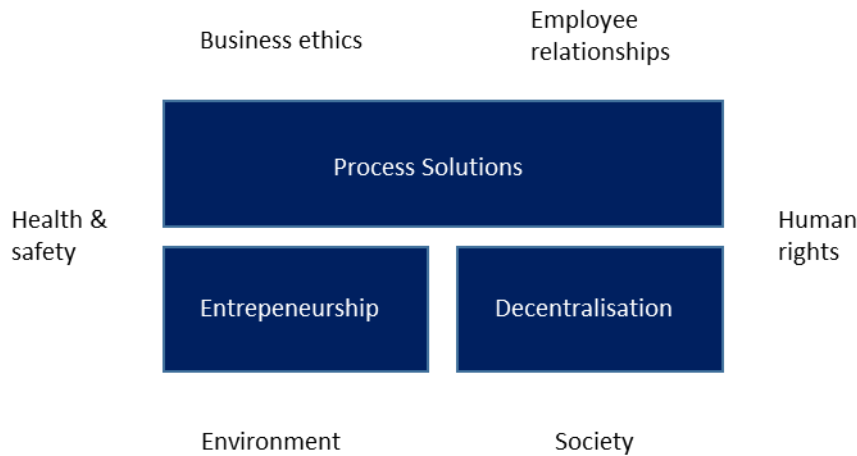 Business ethics
Employee
relationships
Process Solutions
Health &
safety
Human
rights
Entrepeneurship
Decentralisation
Environment
Society